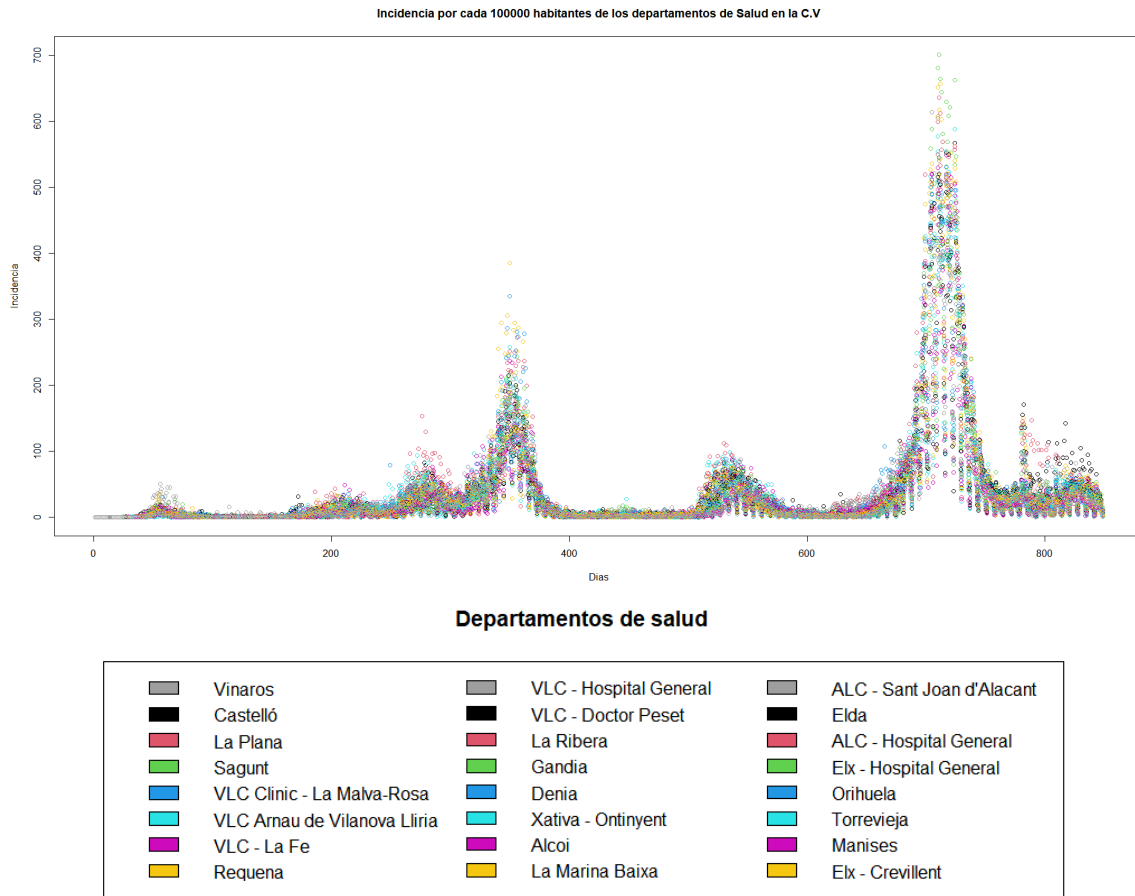 Incidencia por cada 100000 habitantes de los departamentos de Salud en la C.V
700
600
500
400
300
200
100
0
Incidencia
0 200 400 600 800
Dias
Departamentos de salud
Vinaros VLC - Hospital General ALC - Sant Joan d'Alacant
Castelló VLC - Doctor Peset Elda
La Plana La Ribera ALC - Hospital General
Sagunt Gandia Elx - Hospital General
VLC Clinic - La Malva-Rosa Denia Orihuela
VLC Arnau de Vilanova Lliria Xativa - Ontinyent Torrevieja
VLC - La Fe Alcoi Manises
Requena La Marina Baixa Elx - Crevillent